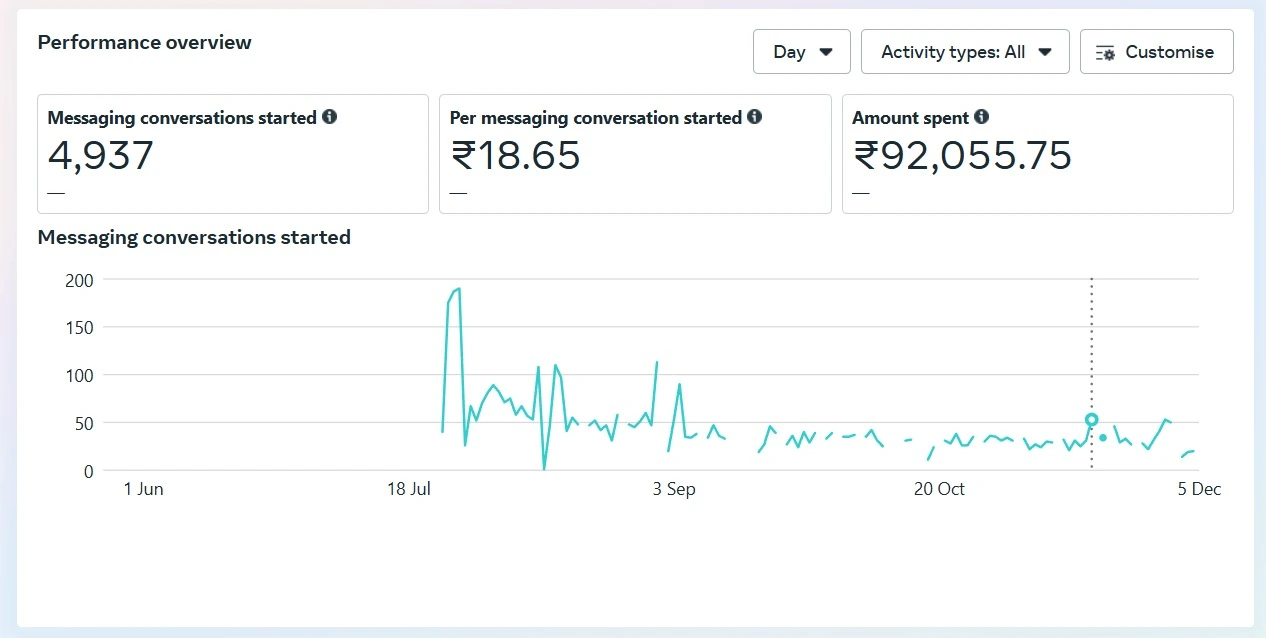 Performance overview
Day
Activity types: All
Customise
Messaging conversations started
4,937
—
Per messaging conversation started
₹18.65
—
Amount spent
₹92,055.75
—
Messaging conversations started
200
150
100
50
0
1 Jun
18 Jul
3 Sep
20 Oct
5 Dec